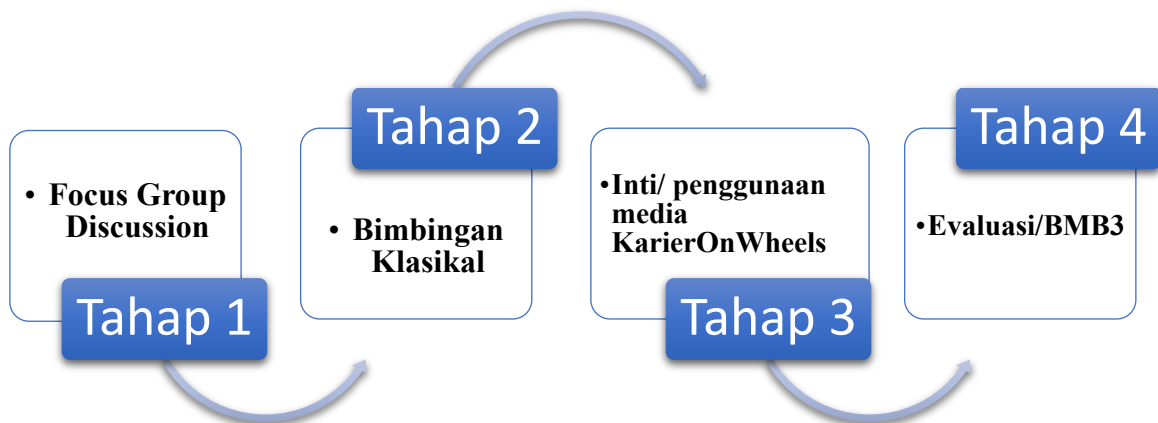 Tahap 1
• Focus Group
Discussion
Tahap 2
• Bimbingan
Klasikal
•Inti/ penggunaan
media
KarierOnWheels
Tahap 3
Tahap 4
•Evaluasi/BMB3